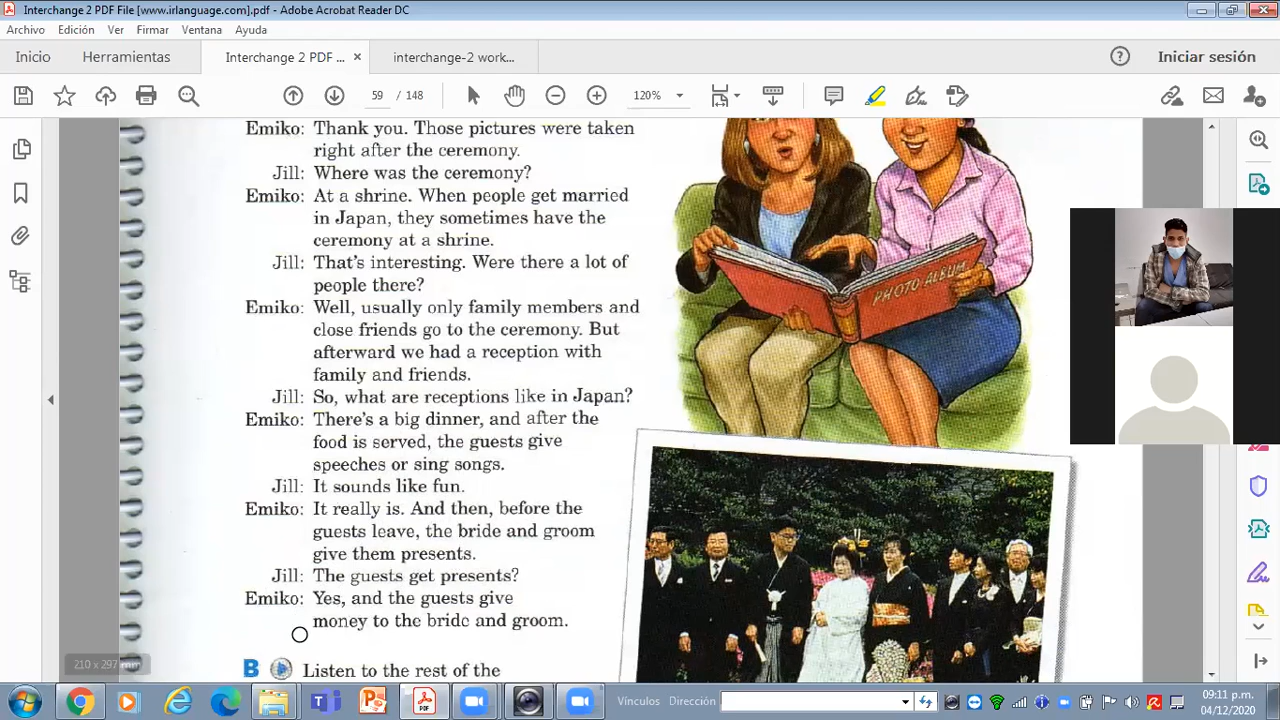 Interchange 2 PDF File [www.irlanguage.com].pdf - Adobe Acrobat Reader DC
Archivo Edición Ver Firmar Ventana Ayuda
Inicio Herramientas Interchange 2 PDF ... × interchange-2 work... Iniciar sesión
59 / 148 120%
Emiko: Thank you. Those pictures were taken
right after the ceremony.
Jill: Where was the ceremony?
Emiko: At a shrine. When people get married
in Japan, they sometimes have the
ceremony at a shrine.
Jill: That's interesting. Were there a lot of
people there?
Emiko: Well, usually only family members and
close friends go to the ceremony. But
afterward we had a reception with
family and friends.
Jill: So, what are receptions like in Japan?
Emiko: There's a big dinner, and after the
food is served, the guests give
speeches or sing songs.
Jill: It sounds like fun.
Emiko: It really is. And then, before the
guests leave, the bride and groom
give them presents.
Jill: The guests get presents?
Emiko: Yes, and the guests give
money to the bride and groom.
B Listen to the rest of the
PHOTO ALBUM
210 x 297 mm
Vínculos Dirección
09:11 p.m.
04/12/2020